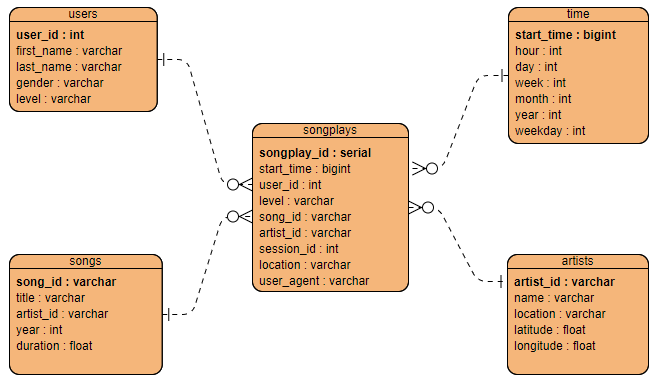 users
user_id : int
first_name : varchar
last_name : varchar
gender : varchar
level : varchar
time
start_time : bigint
hour : int
day : int
week : int
month : int
year : int
weekday : int
songplays
songplay_id : serial
start_time : bigint
user_id : int
level : varchar
song_id : varchar
artist_id : varchar
session_id : int
location : varchar
user_agent : varchar
songs
song_id : varchar
title : varchar
artist_id : varchar
year : int
duration : float
artists
artist_id : varchar
name : varchar
location : varchar
latitude : float
longitude : float